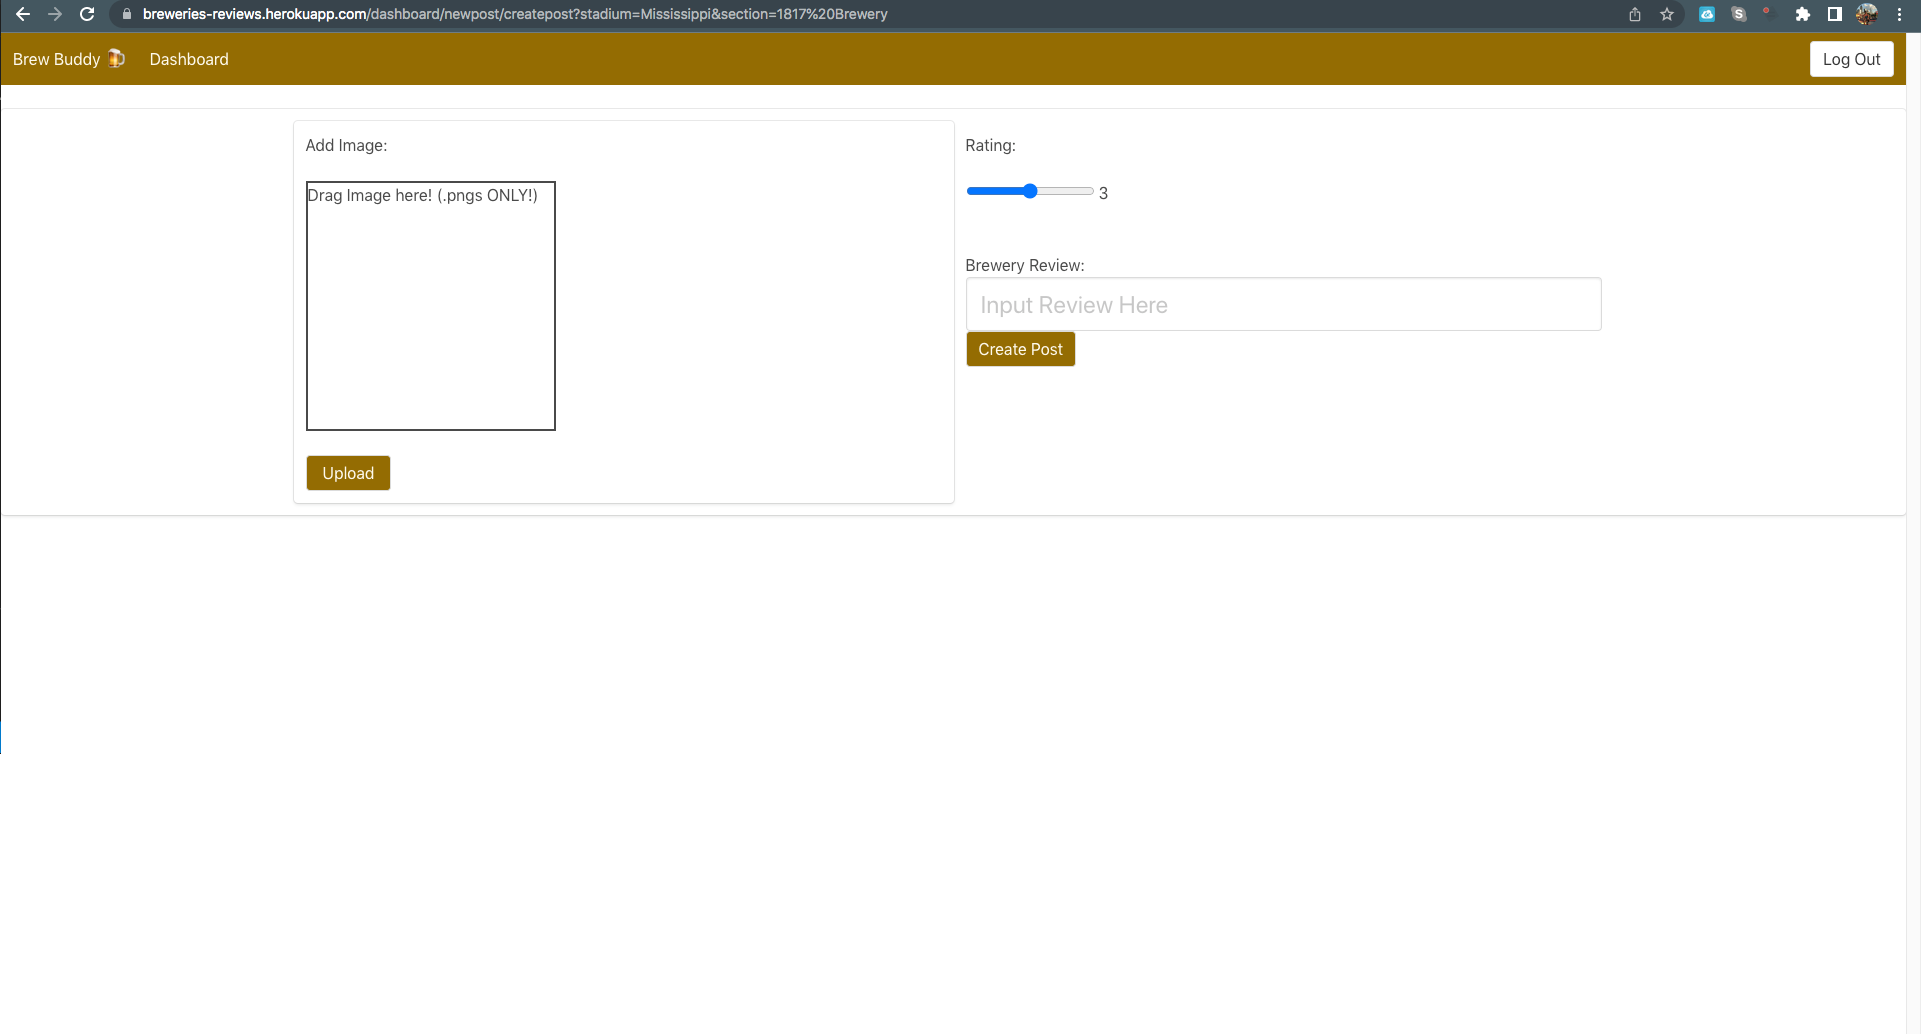 breweries-reviews.herokuapp.com/dashboard/newpost/createpost?stadium=Mississippi&section=1817%20Brewery
Brew Buddy 🍺 Dashboard
Log Out
Add Image:
Drag Image here! (.pngs ONLY!)
Upload
Rating:
3
Brewery Review:
Input Review Here
Create Post